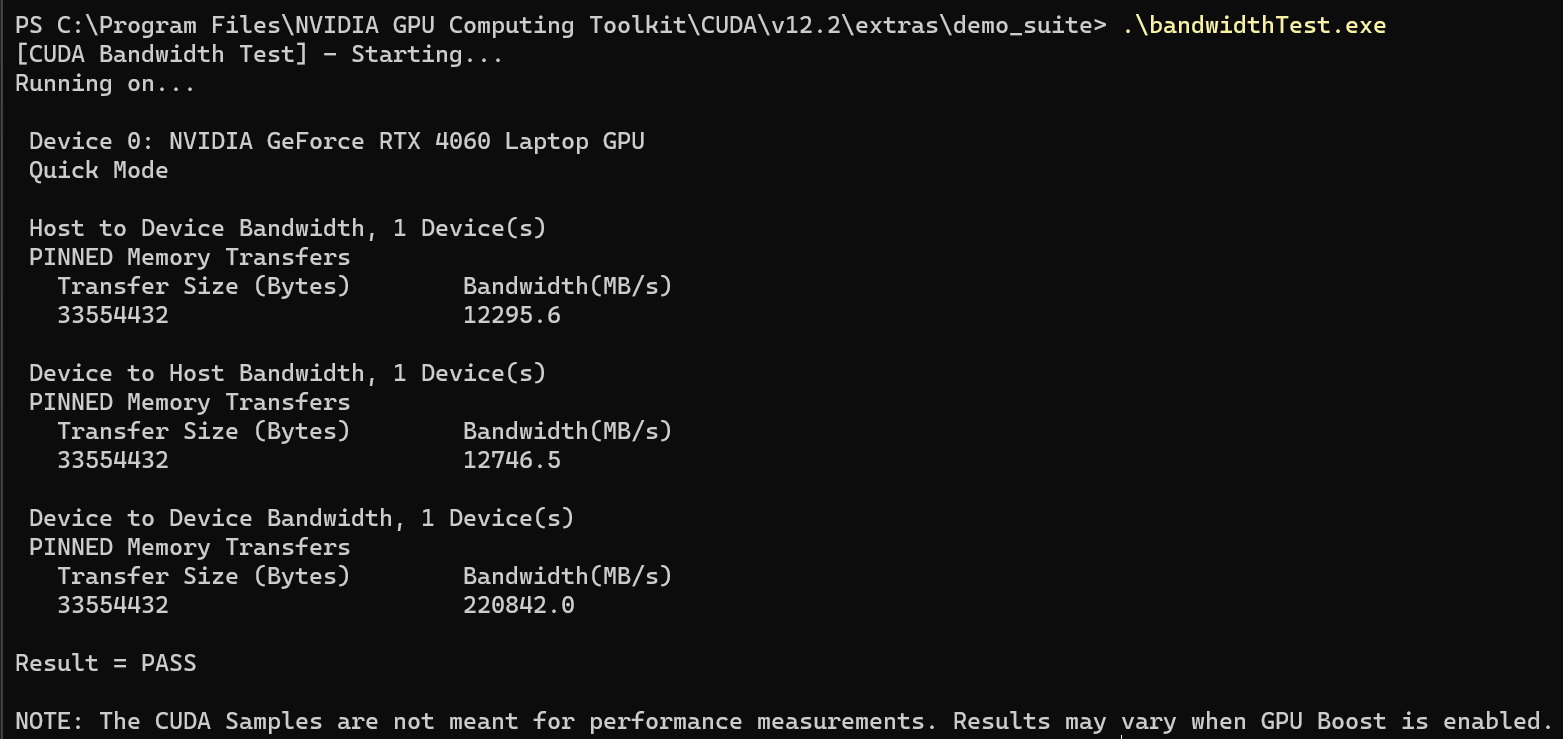 PS C:\Program Files\NVIDIA GPU Computing Toolkit\CUDA\v12.2\extras\demo_suite> .\bandwidthTest.exe
[CUDA Bandwidth Test] - Starting...
Running on...
Device 0: NVIDIA GeForce RTX 4060 Laptop GPU
Quick Mode
Host to Device Bandwidth, 1 Device(s)
PINNED Memory Transfers
Transfer Size (Bytes) Bandwidth(MB/s)
33554432 12295.6
Device to Host Bandwidth, 1 Device(s)
PINNED Memory Transfers
Transfer Size (Bytes) Bandwidth(MB/s)
33554432 12746.5
Device to Device Bandwidth, 1 Device(s)
PINNED Memory Transfers
Transfer Size (Bytes) Bandwidth(MB/s)
33554432 220842.0
Result = PASS
NOTE: The CUDA Samples are not meant for performance measurements. Results may vary when GPU Boost is enabled.